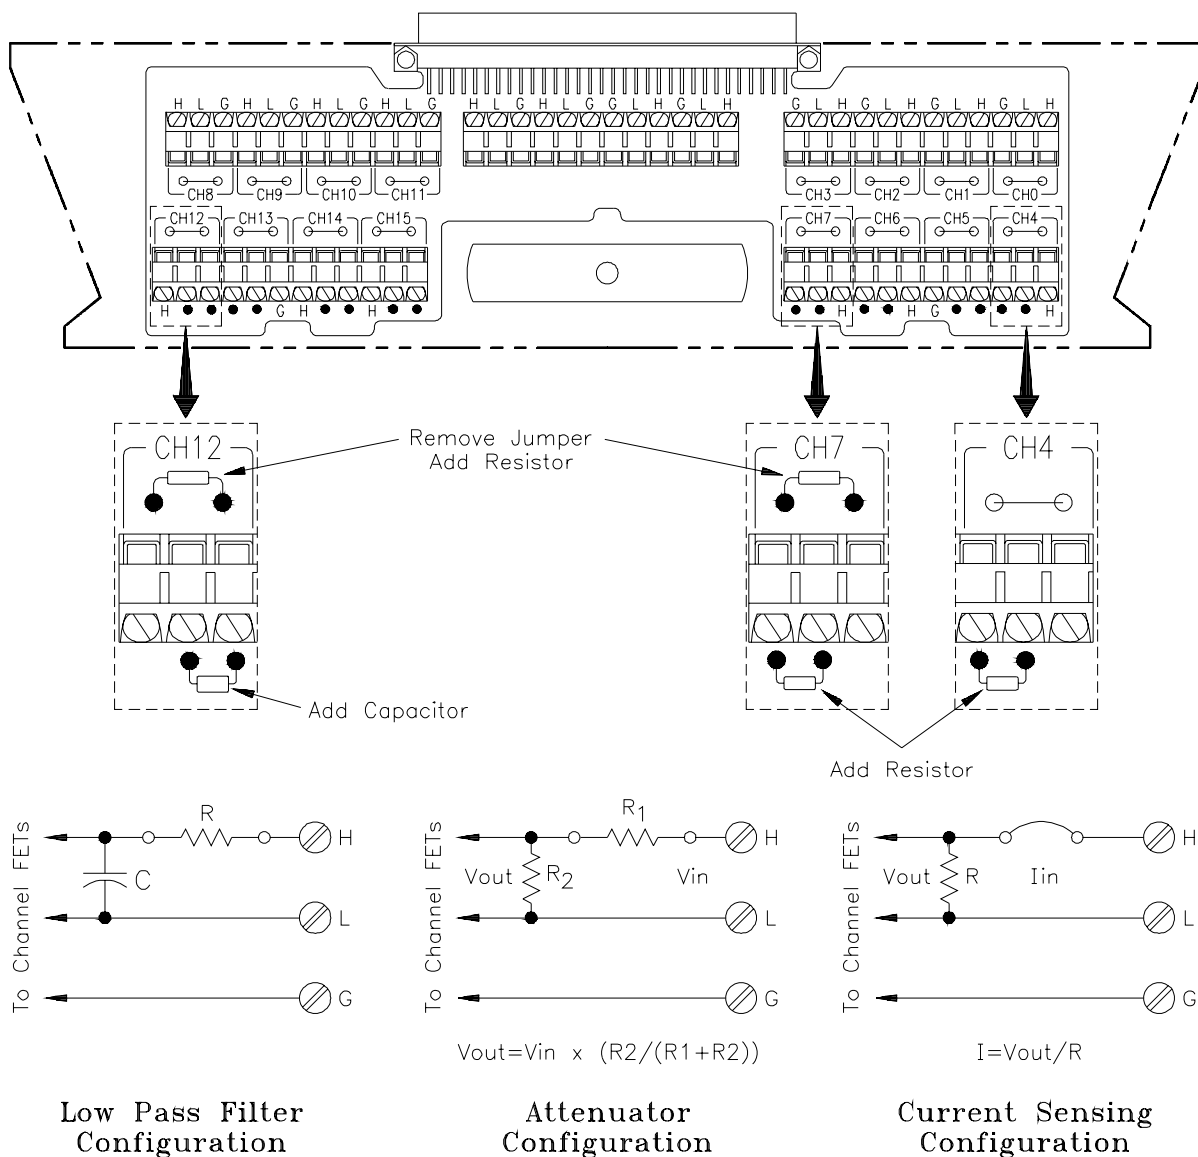 H L G H L G H L G H L G
H L G H L G G L H G L H
G L H G L H G L H G L H
CH8 CH9 CH10 CH11
CH3 CH2 CH1 CH0
CH12 CH13 CH14 CH15
CH7 CH6 CH5 CH4
H G H H
H H G H
CH12
Remove Jumper
Add Resistor
CH7
CH4
Add Capacitor
Add Resistor
To Channel FETs
R
H
C
L
G
To Channel FETs
R1
H
Vout
R2
Vin
L
G
Vout=Vin x (R2/(R1+R2))
To Channel FETs
H
Vout
R
Iin
L
G
I=Vout/R
Low Pass Filter
Configuration
Attenuator
Configuration
Current Sensing
Configuration